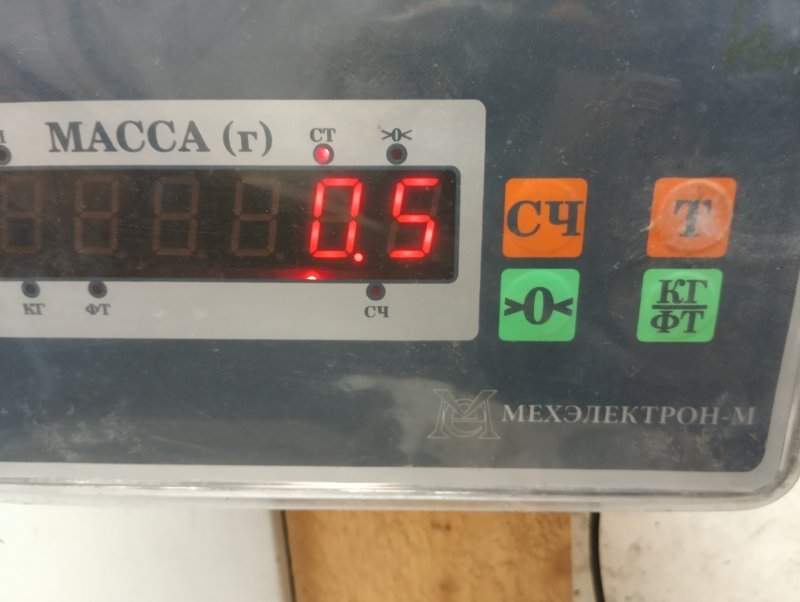 МАССА (г) СТ >0<
0.5
КГ ФТ СЧ
СЧ Т
>0< КГ
ФТ
МЕХЭЛЕКТРОН-М